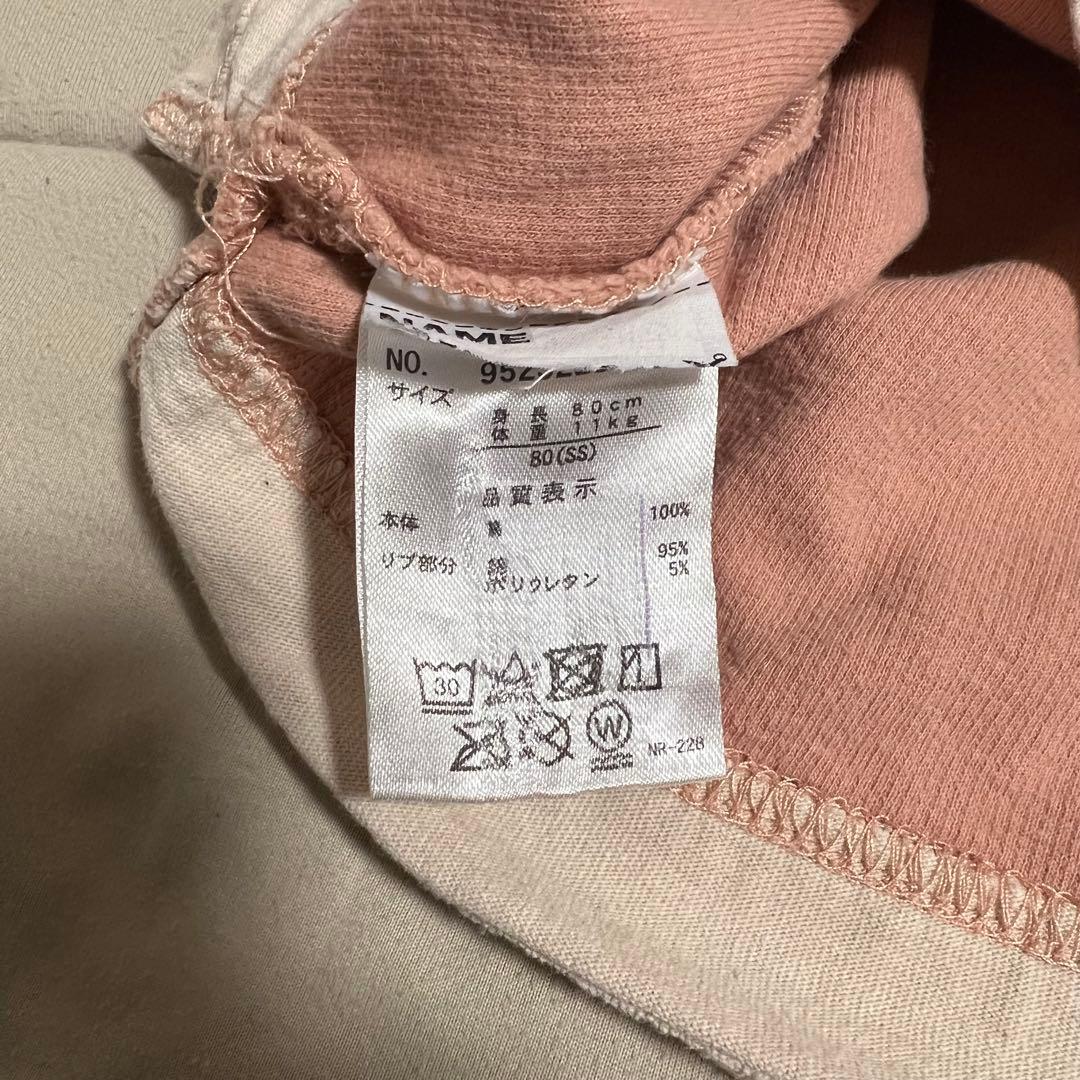 NAME
NO.
サイズ
身長 80cm
体重 11kg
80(SS)
品質表示
本体 綿 100%
リブ部分 綿 95%
ポリウレタン 5%
30
W
NR-228